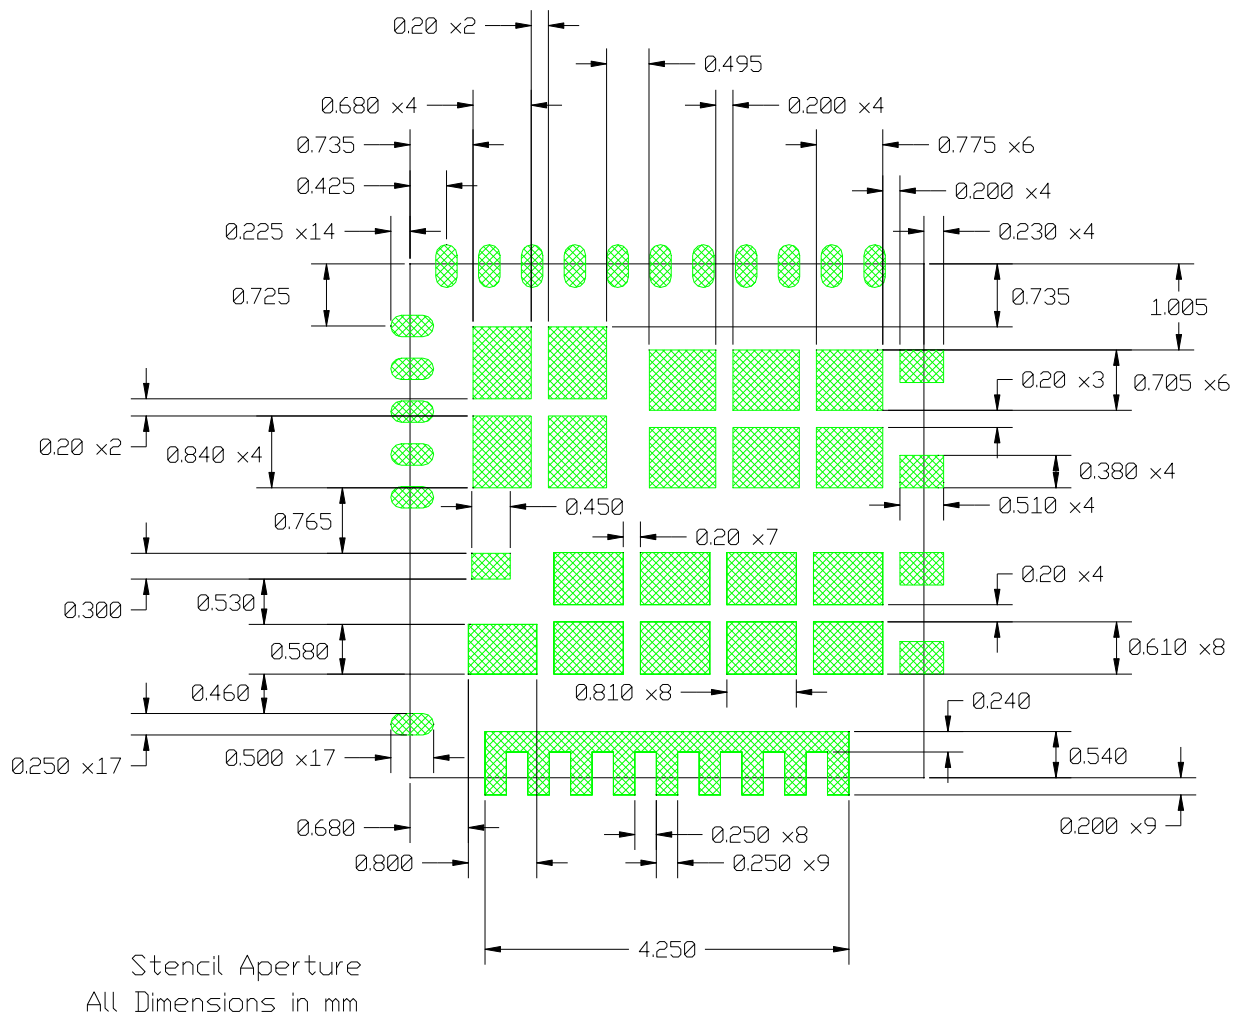 0.20 x2
0.495
0.680 x4
0.200 x4
0.735
0.775 x6
0.425
0.200 x4
0.225 x14
0.230 x4
0.725
0.735
1.005
0.20 x3
0.705 x6
0.20 x2
0.840 x4
0.380 x4
0.450
0.510 x4
0.765
0.20 x7
0.300
0.530
0.20 x4
0.580
0.610 x8
0.460
0.810 x8
0.240
0.250 x17
0.500 x17
0.540
0.680
0.250 x8
0.200 x9
0.800
0.250 x9
4.250
Stencil Aperture
All Dimensions in mm